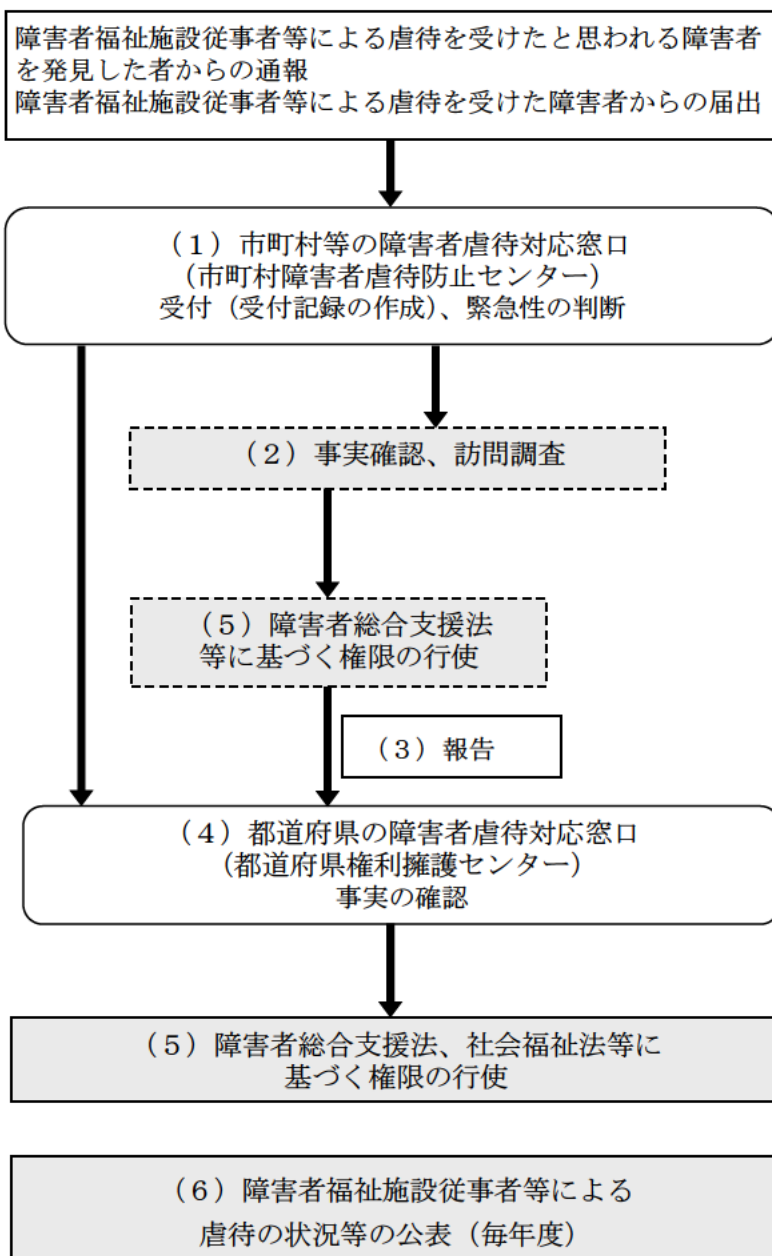 障害者福祉施設従事者等による虐待を受けたと思われる障害者
を発見した者からの通報
障害者福祉施設従事者等による虐待を受けた障害者からの届出
（１）市町村等の障害者虐待対応窓口
（市町村障害者虐待防止センター）
受付（受付記録の作成）、緊急性の判断
（２）事実確認、訪問調査
（５）障害者総合支援法
等に基づく権限の行使
（３）報告
（４）都道府県の障害者虐待対応窓口
（都道府県権利擁護センター）
事実の確認
（５）障害者総合支援法、社会福祉法等に
基づく権限の行使
（６）障害者福祉施設従事者等による
虐待の状況等の公表（毎年度）